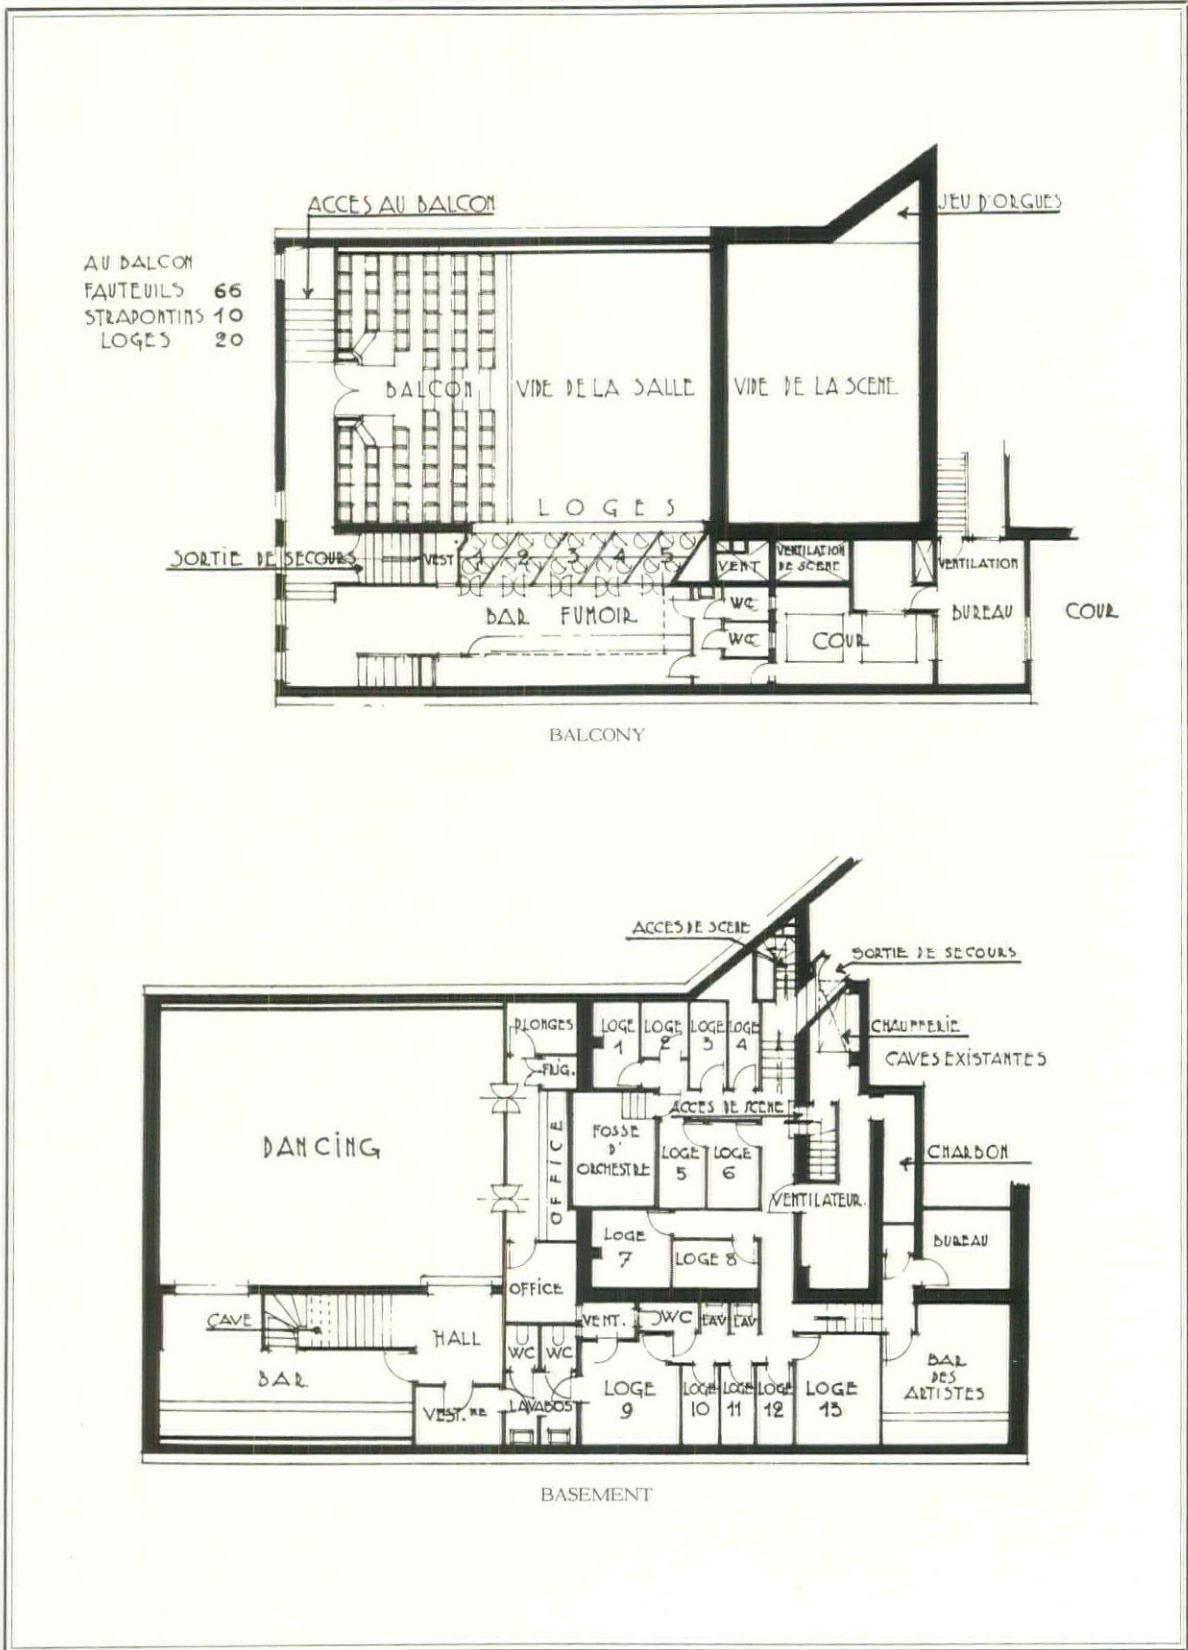 ACCES AU BALCON
JEU D'ORGUES
AU BALCON
FAUTEUILS 66
STRAPONTINS 10
LOGES 20
BALCON
VIDE DE LA SALLE
VIDE DE LA SCENE
LOGES
SORTIE DE SECOURS
VEST.
1 2 3 4 5
VENT
VENTILATION
DE SCENE
VENTILATION
BAR FUMOIR
WC
WC
COUR
BUREAU
COUR
BALCONY
ACCES DE SCENE
SORTIE DE SECOURS
PLONGES
LOGE
1
LOGE
2
LOGE
3
LOGE
4
CHAUFFERIE
FRIG.
CAVES EXISTANTES
ACCES DE SCENE
DANCING
OFFICE
FOSSE
D'
ORCHESTRE
LOGE
5
LOGE
6
CHARBON
VENTILATEUR.
LOGE
7
LOGE 8
BUREAU
OFFICE
CAVE
HALL
VENT.
WC
LAV
LAV
WC
WC
BAR
BAR
DES
ARTISTES
VEST.RE
LAVABOS
LOGE
9
LOGE
10
LOGE
11
LOGE
12
LOGE
13
BASEMENT